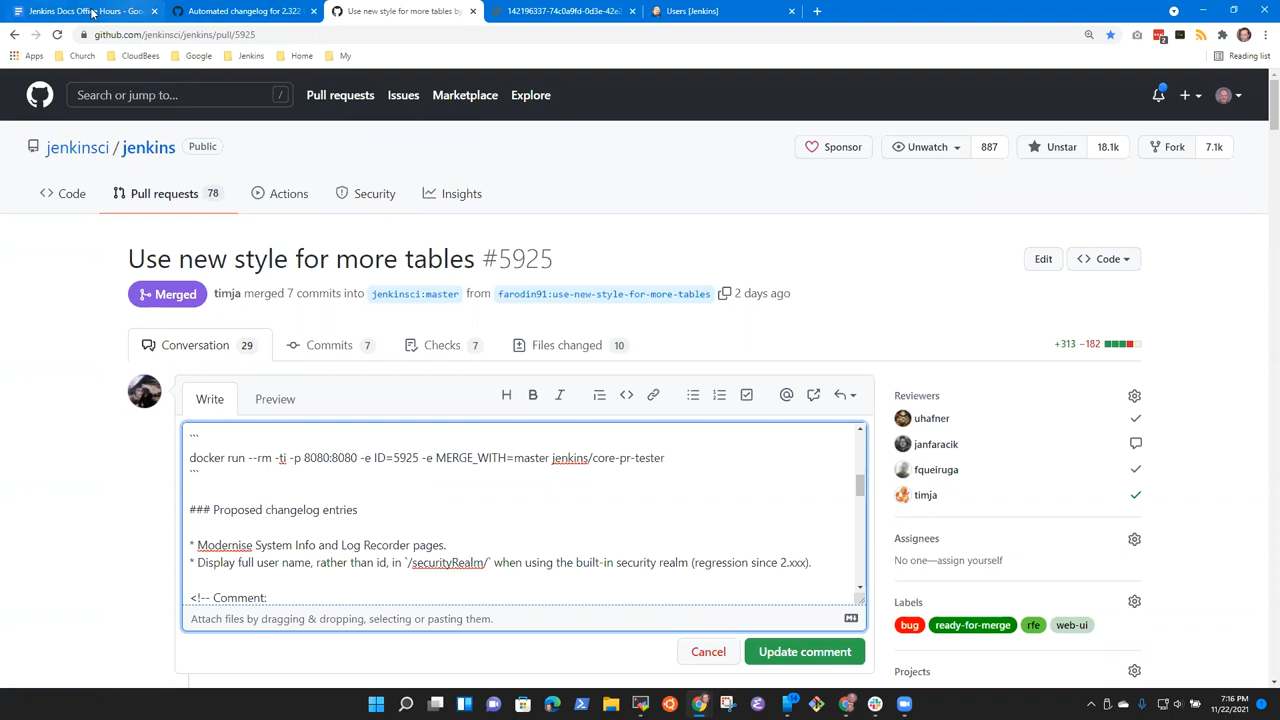 Jenkins Docs Office Hours - Goo
Automated changelog for 2.322
Use new style for more tables by
142196337-74c0a9fd-0d3e-42e2
Users [Jenkins]
github.com/jenkinsci/jenkins/pull/5925
Apps
Church
CloudBees
Google
Jenkins
Home
My
Reading list
Search or jump to...
/
Pull requests
Issues
Marketplace
Explore
jenkinsci / jenkins
Public
Sponsor
Unwatch
887
Unstar
18.1k
Fork
7.1k
Code
Pull requests 78
Actions
Security
Insights
Use new style for more tables #5925
Edit
Code
Merged
timja merged 7 commits into jenkinsci:master from farodin91:use-new-style-for-more-tables 2 days ago
Conversation 29
Commits 7
Checks 7
Files changed 10
+313 −182
Write
Preview
```
docker run --rm -ti -p 8080:8080 -e ID=5925 -e MERGE_WITH=master jenkins/core-pr-tester
```
### Proposed changelog entries
* Modernise System Info and Log Recorder pages.
* Display full user name, rather than id, in `/securityRealm/` when using the built-in security realm (regression since 2.xxx).
<!-- Comment:
Attach files by dragging & dropping, selecting or pasting them.
Cancel
Update comment
Reviewers
uhafner
janfaracik
fqueiruga
timja
Assignees
No one—assign yourself
Labels
bug
ready-for-merge
rfe
web-ui
Projects
7:16 PM
11/22/2021